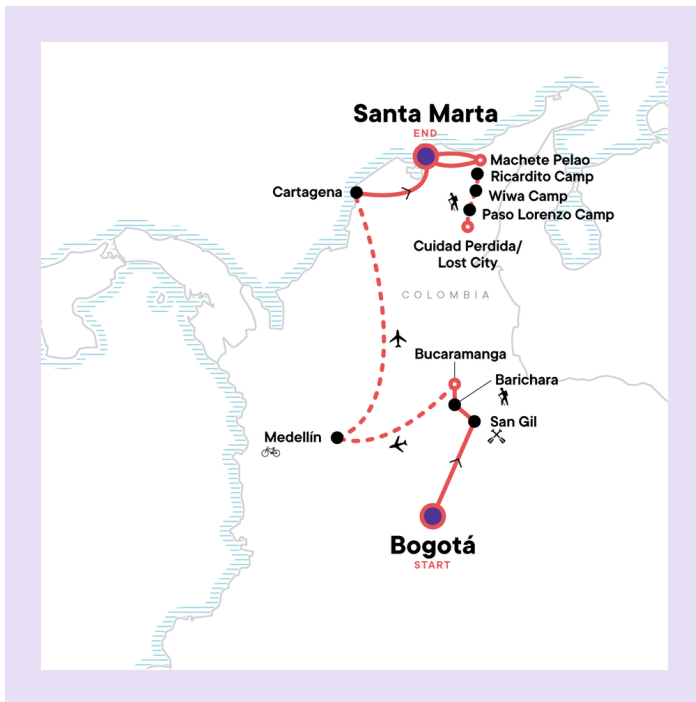 Santa Marta
END
Machete Pelao
Ricardito Camp
Cartagena
Wiwa Camp
Paso Lorenzo Camp
Cuidad Perdida/
Lost City
COLOMBIA
Bucaramanga
Barichara
San Gil
Medellín
Bogotá
START